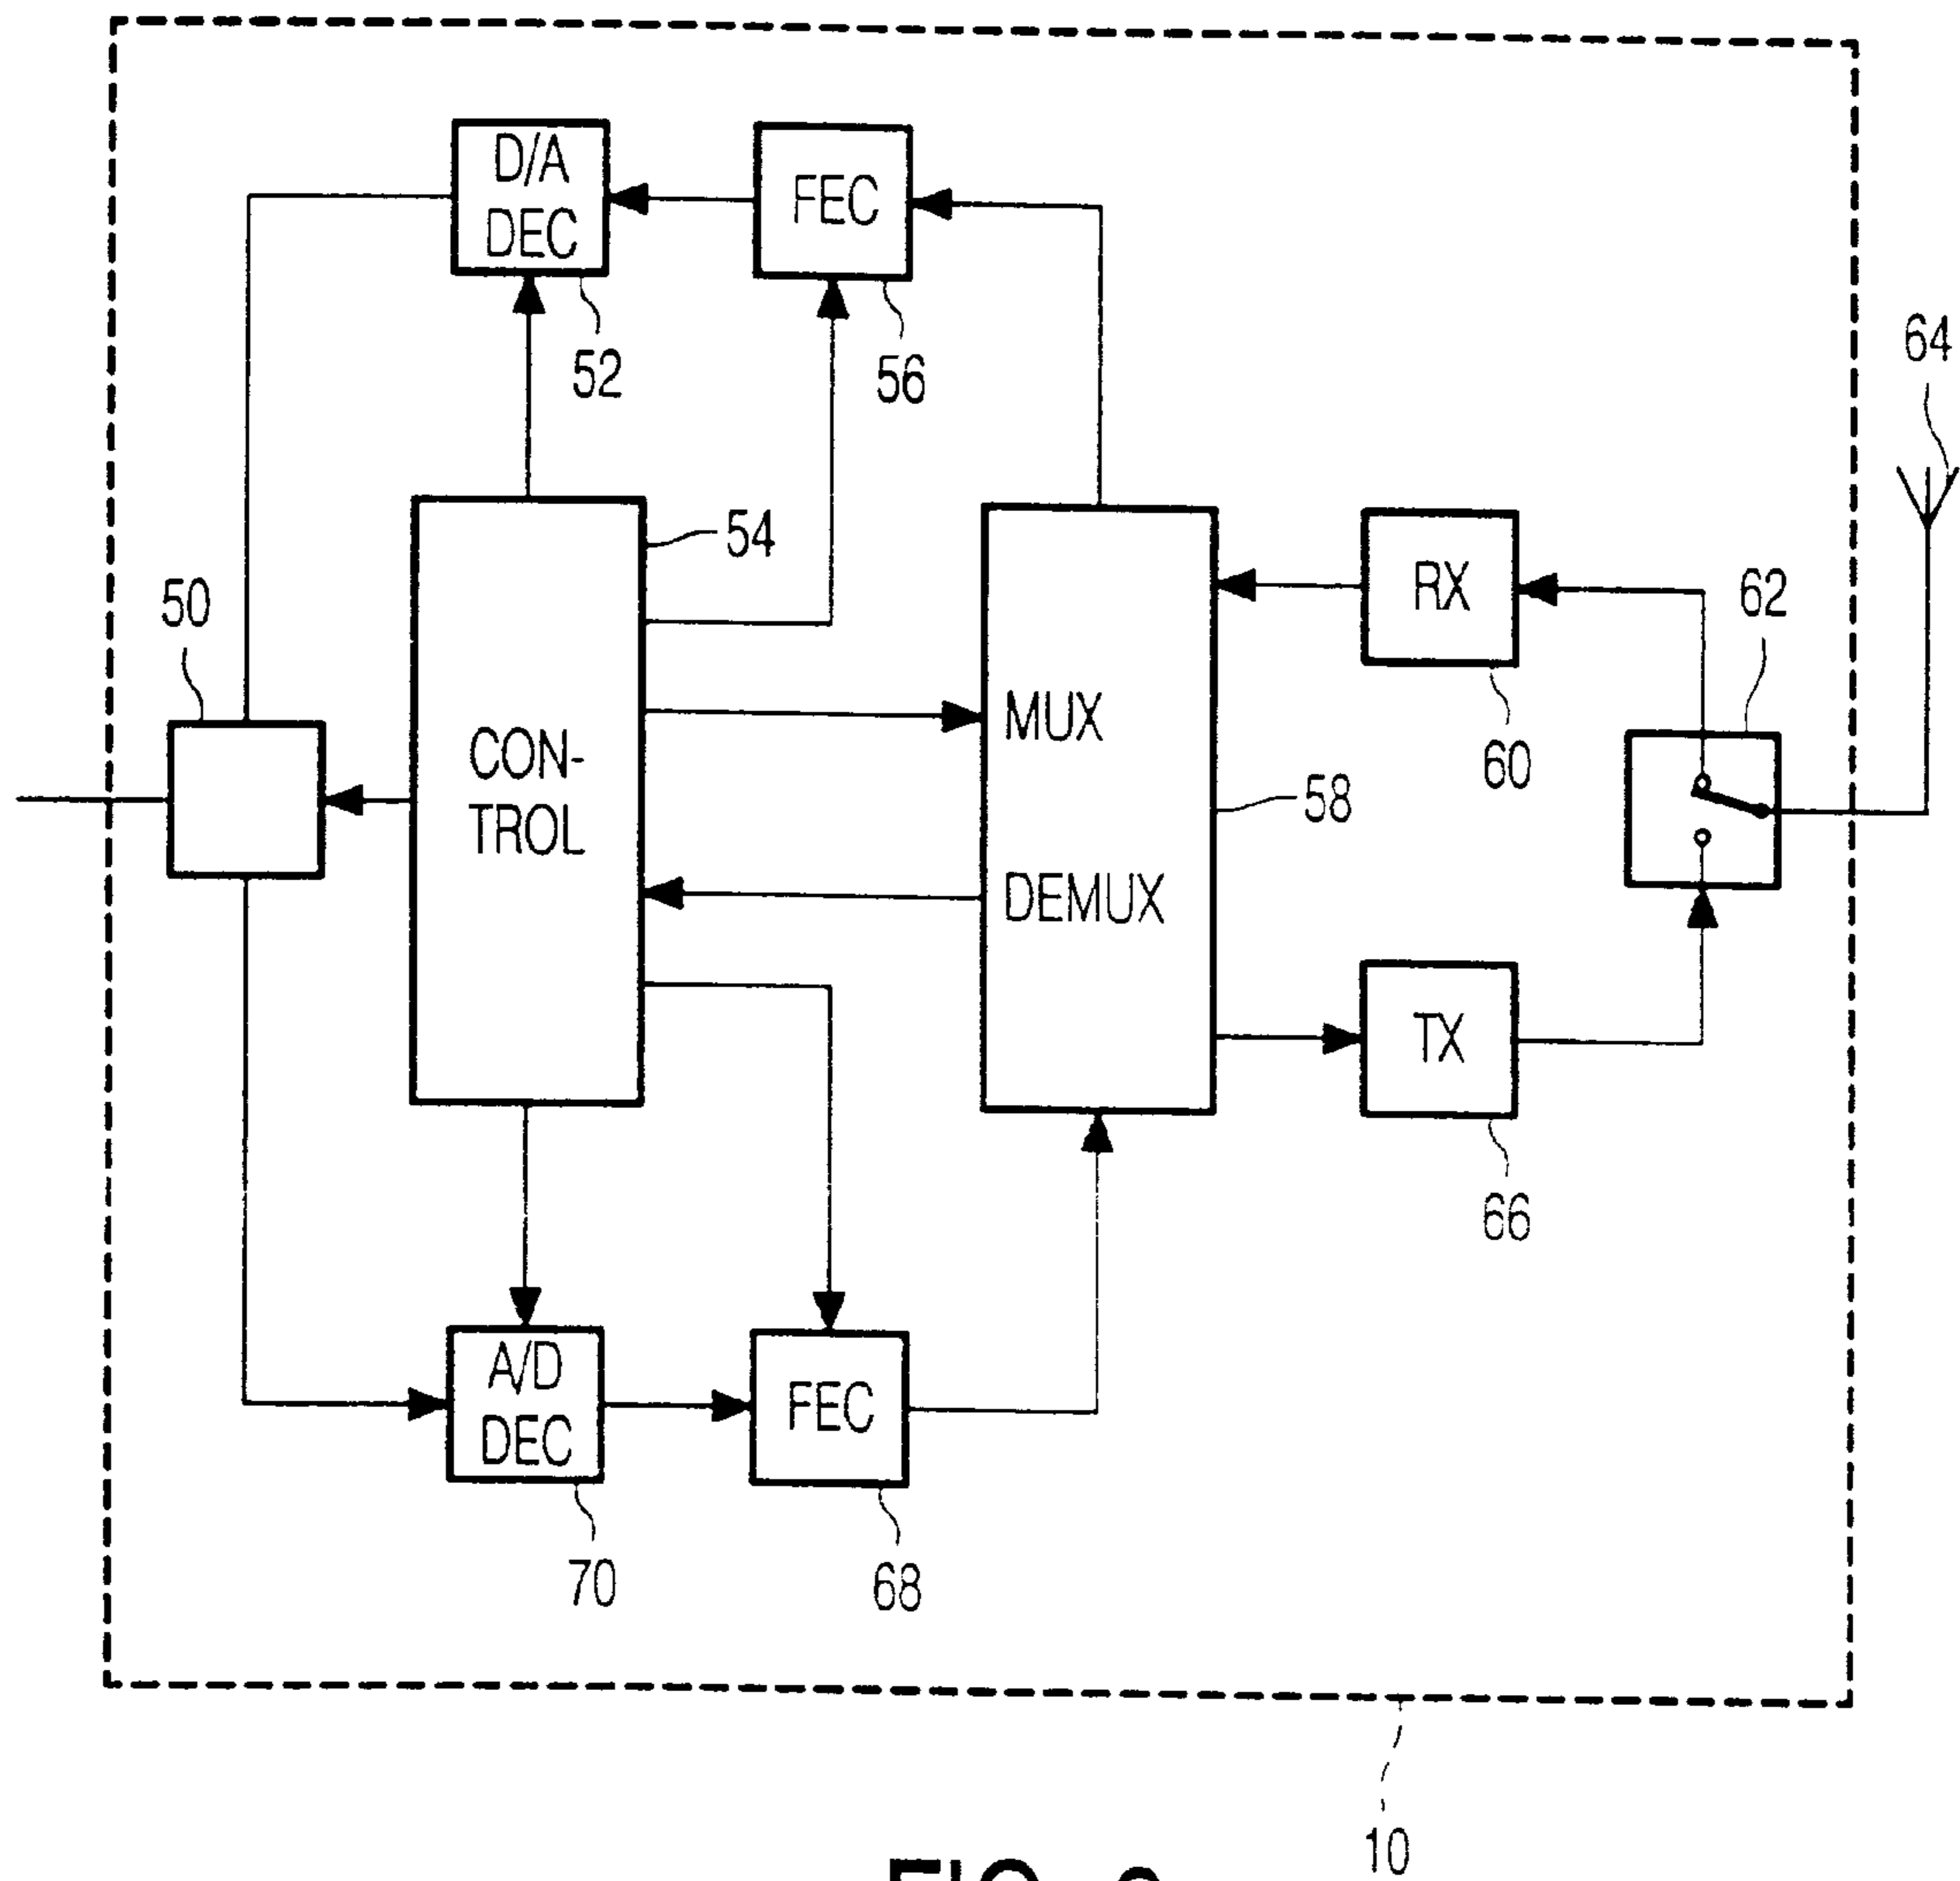 D/A
DEC
52
FEC
56
64
54
50
CON-
TROL
MUX
DEMUX
58
RX
60
62
TX
66
A/D
DEC
70
FEC
68
10
FIG.